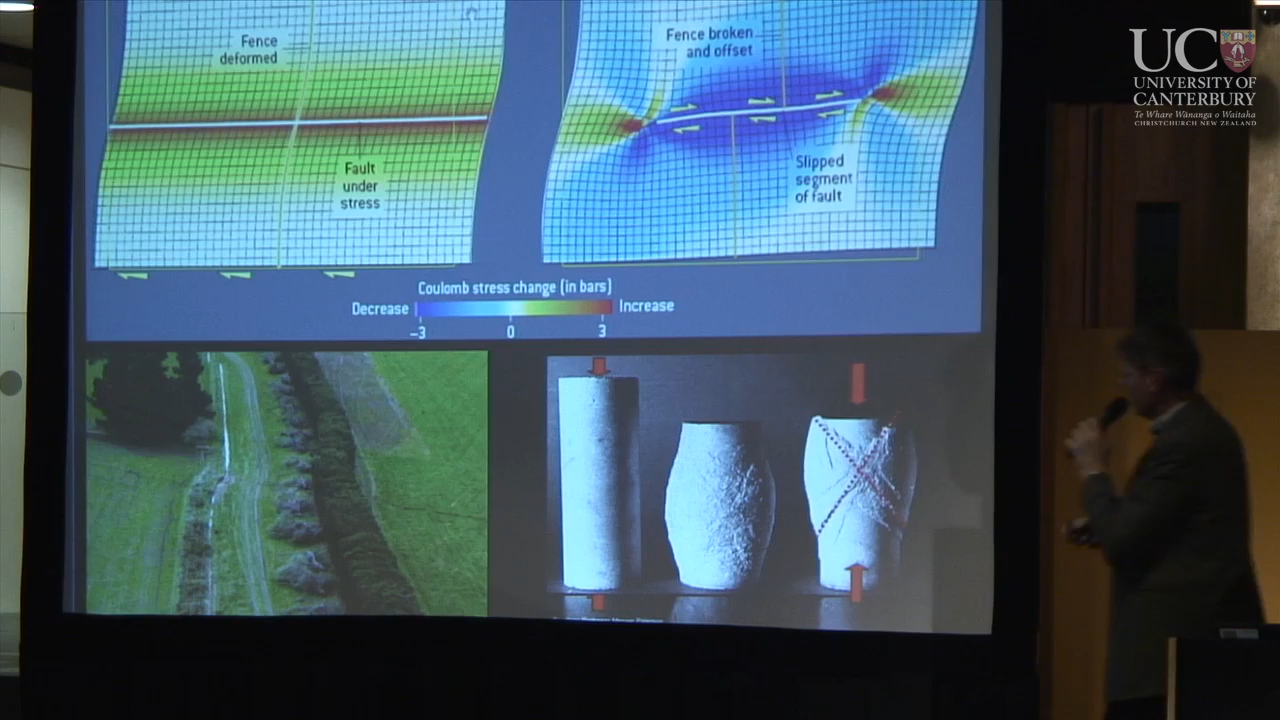 Fence
deformed
Fence broken
and offset
Fault
under
stress
Slipped
segment
of fault
Coulomb stress change (in bars)
Decrease
Increase
-3
0
3
UC
UNIVERSITY OF
CANTERBURY
Te Whare Wānanga o Waitaha
CHRISTCHURCH NEW ZEALAND